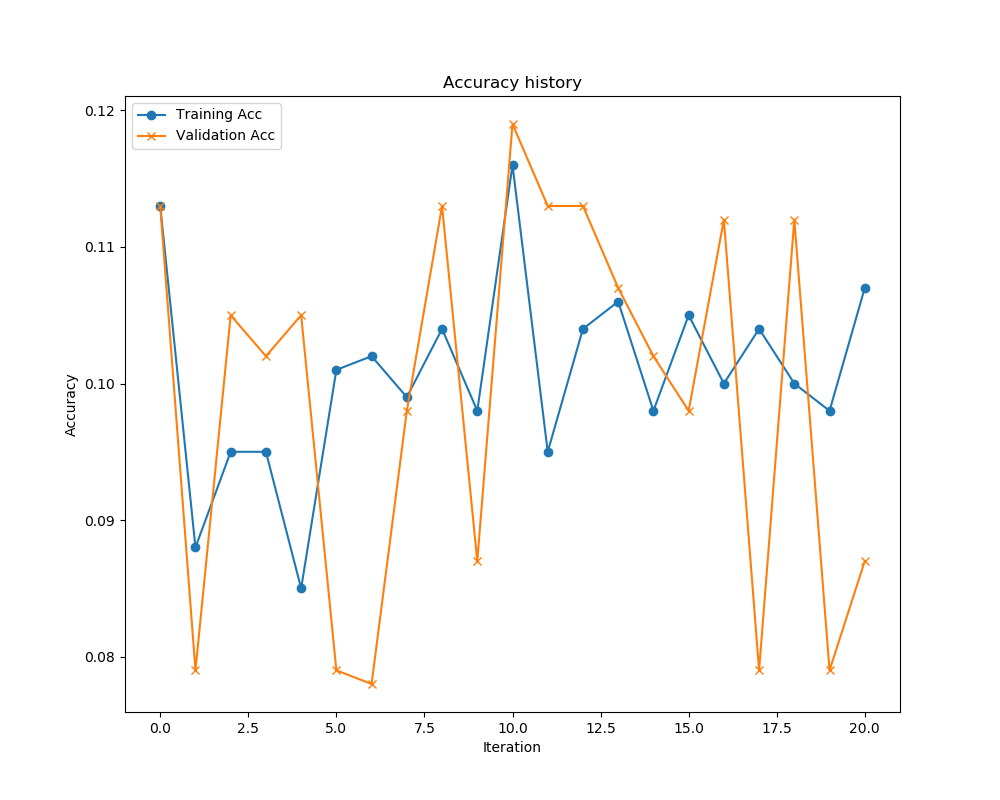 Accuracy history
Training Acc
Validation Acc
0.12
0.11
0.10
0.09
0.08
Accuracy
0.0 2.5 5.0 7.5 10.0 12.5 15.0 17.5 20.0
Iteration